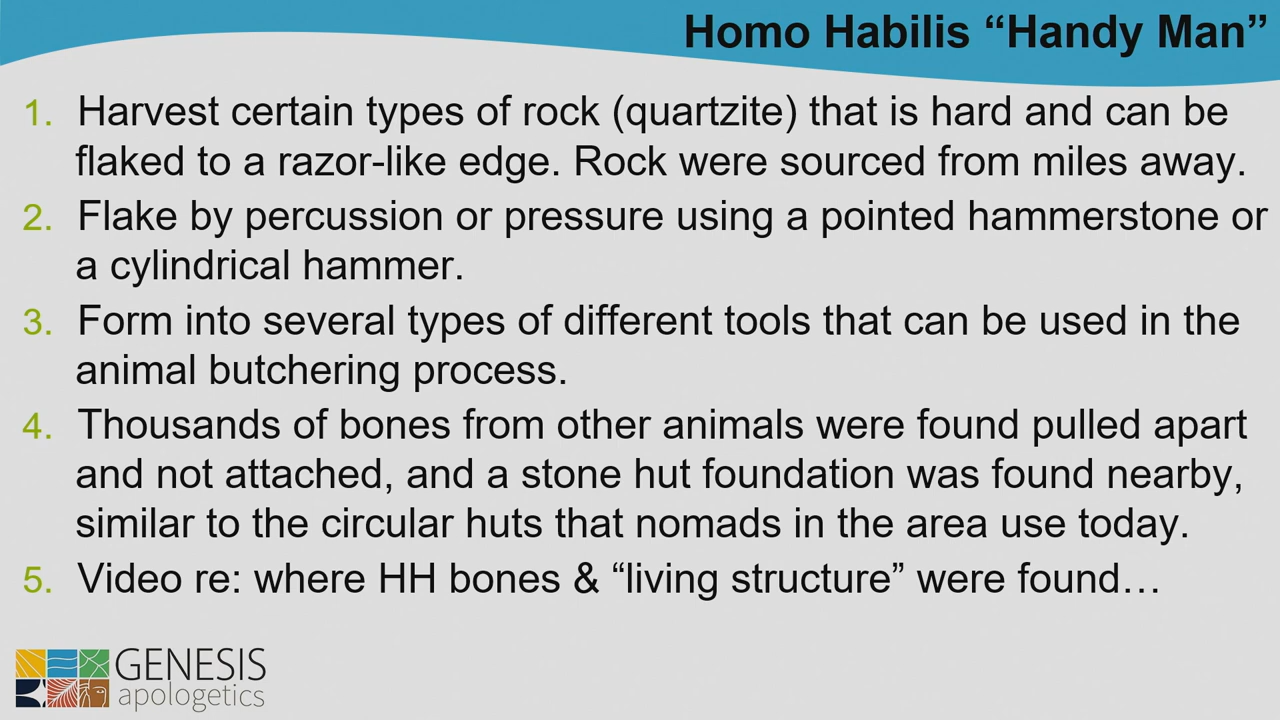 Homo Habilis “Handy Man”
1. Harvest certain types of rock (quartzite) that is hard and can be
flaked to a razor-like edge. Rock were sourced from miles away.
2. Flake by percussion or pressure using a pointed hammerstone or
a cylindrical hammer.
3. Form into several types of different tools that can be used in the
animal butchering process.
4. Thousands of bones from other animals were found pulled apart
and not attached, and a stone hut foundation was found nearby,
similar to the circular huts that nomads in the area use today.
5. Video re: where HH bones & “living structure” were found…
GENESIS
apologetics